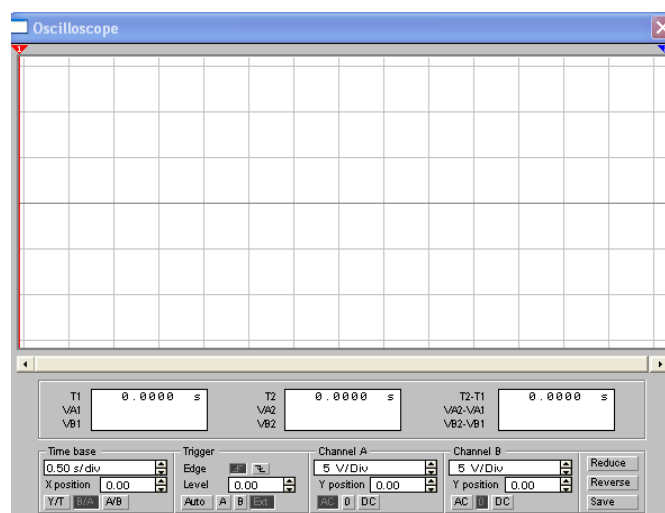 Oscilloscope
1
T1 0.0000 s T2 0.0000 s T2-T1 0.0000 s
VA1 VA2 VA2-VA1
VB1 VB2 VB2-VB1
Time base Trigger Channel A Channel B
0.50 s/div Edge 5 V/Div 5 V/Div Reduce
X position 0.00 Level 0.00 Y position 0.00 Y position 0.00 Reverse
Y/T B/A A/B Auto A B Ext AC 0 DC AC 0 DC Save